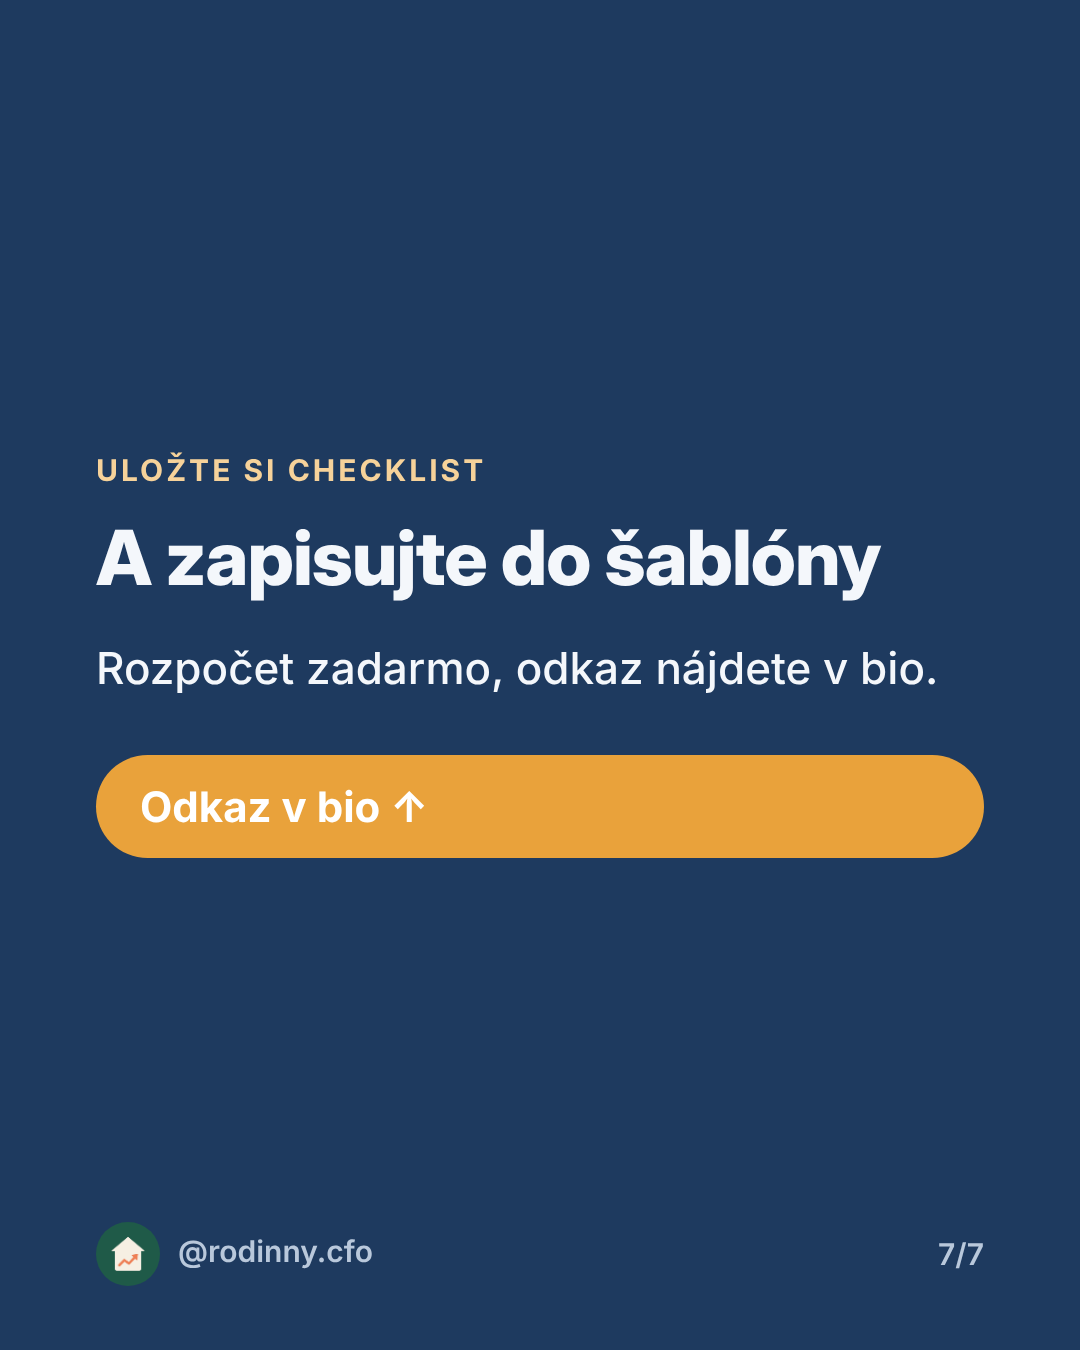 ULOŽTE SI CHECKLIST
A zapisujte do šablóny
Rozpočet zadarmo, odkaz nájdete v bio.
Odkaz v bio ↑
@rodinny.cfo
7/7